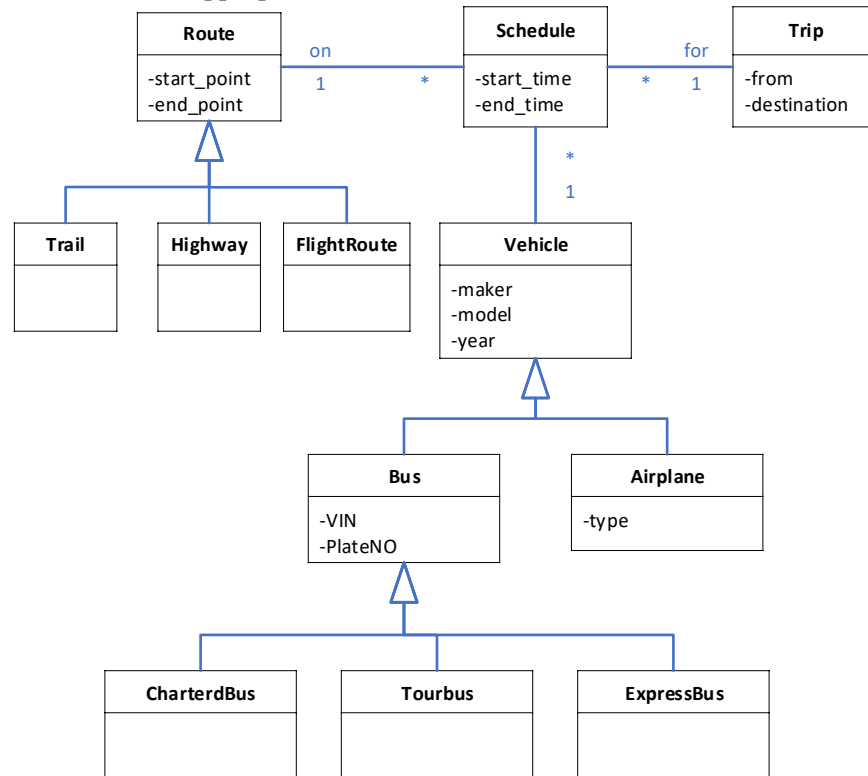 Route
-start_point
-end_point
on
1
*
Schedule
-start_time
-end_time
for
*
1
Trip
-from
-destination
*
1
Trail
Highway
FlightRoute
Vehicle
-maker
-model
-year
Bus
-VIN
-PlateNO
Airplane
-type
CharterdBus
Tourbus
ExpressBus